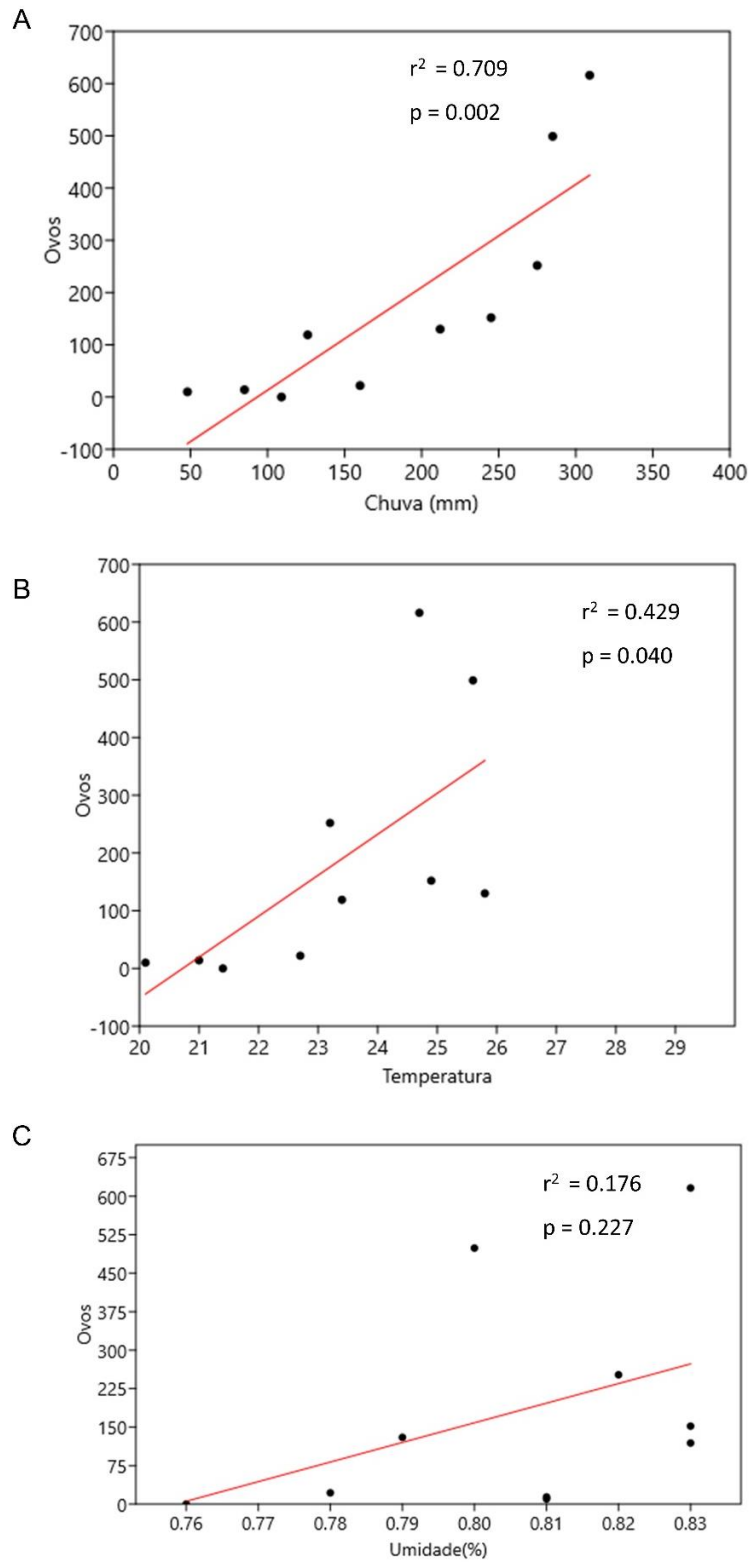 A
700
r² = 0.709
600
p = 0.002
500
400
Ovos
300
200
100
0
-100
0 50 100 150 200 250 300 350 400
Chuva (mm)
B
700
r² = 0.429
600
p = 0.040
500
400
Ovos
300
200
100
0
-100
20 21 22 23 24 25 26 27 28 29
Temperatura
C
675
r² = 0.176
600
p = 0.227
525
450
375
Ovos
300
225
150
75
0
0.76 0.77 0.78 0.79 0.80 0.81 0.82 0.83
Umidade(%)